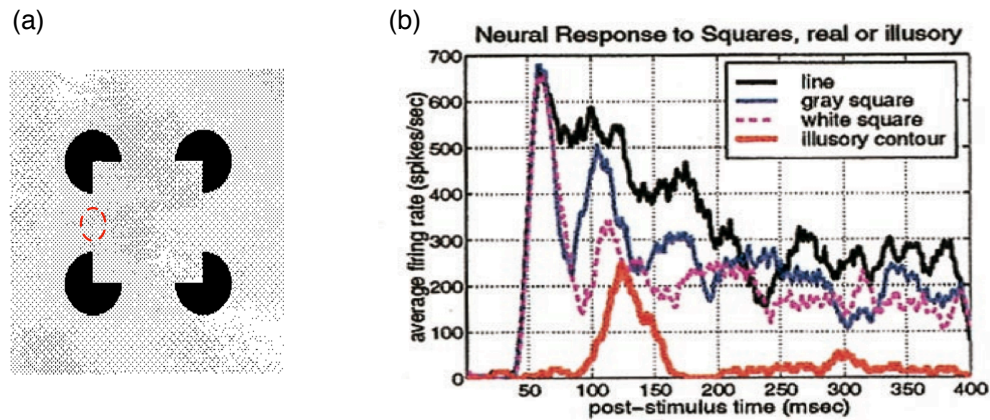 (a)
(b)
Neural Response to Squares, real or illusory
average firing rate (spikes/sec)
700
600
500
400
300
200
100
0
line
gray square
white square
illusory contour
50
100
150
200
250
300
350
400
post-stimulus time (msec)